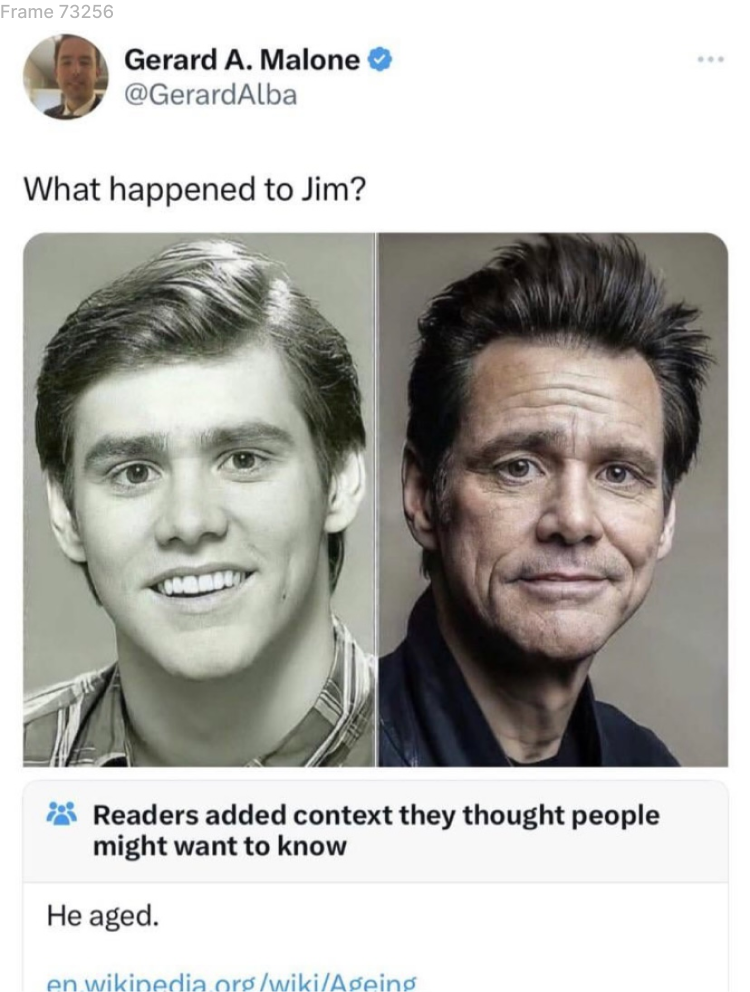 Frame 73256
Gerard A. Malone
@GerardAlba
What happened to Jim?
Readers added context they thought people
might want to know
He aged.
en.wikipedia.org/wiki/Ageing